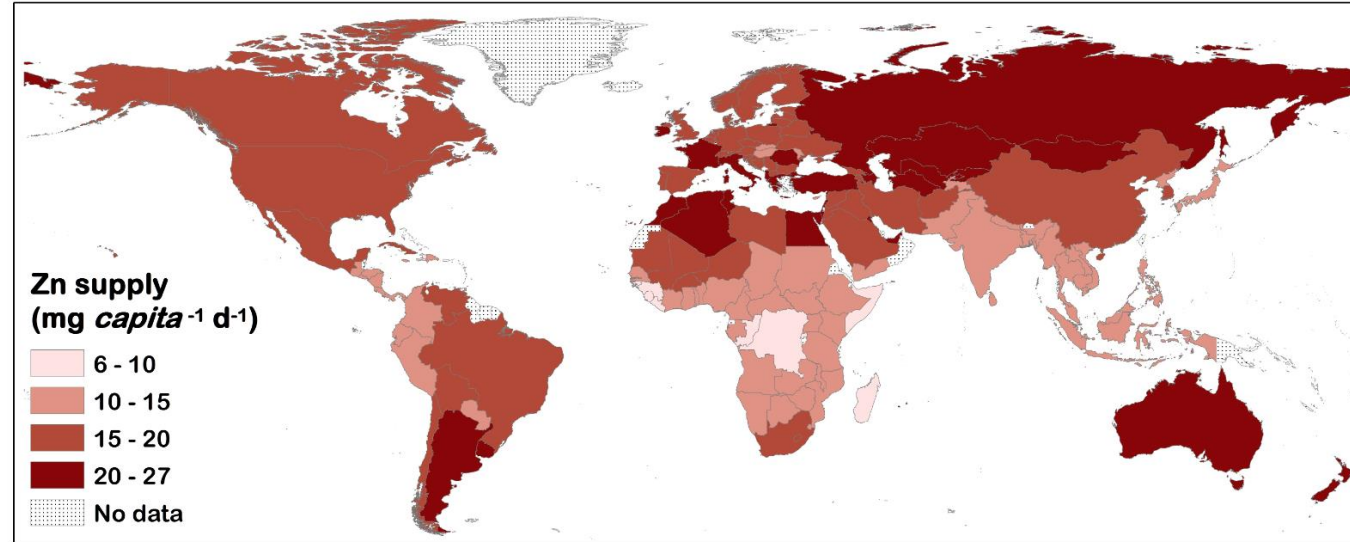 Zn supply
(mg capita -1 d-1)
6 - 10
10 - 15
15 - 20
20 - 27
No data